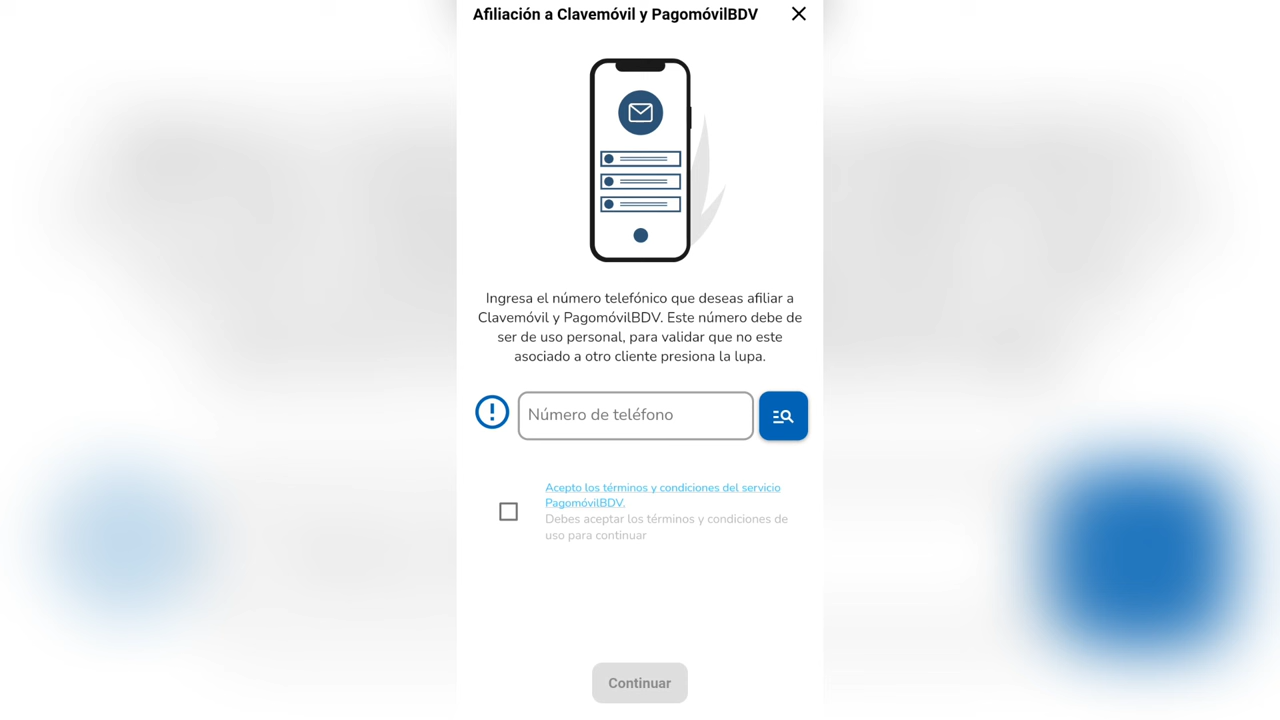 Afiliación a Clavemóvil y PagomóvilBDV
Ingresa el número telefónico que deseas afiliar a
Clavemóvil y PagomóvilBDV. Este número debe de
ser de uso personal, para validar que no este
asociado a otro cliente presiona la lupa.
Número de teléfono
Acepto los términos y condiciones del servicio
PagomóvilBDV.
Debes aceptar los términos y condiciones de
uso para continuar
Continuar